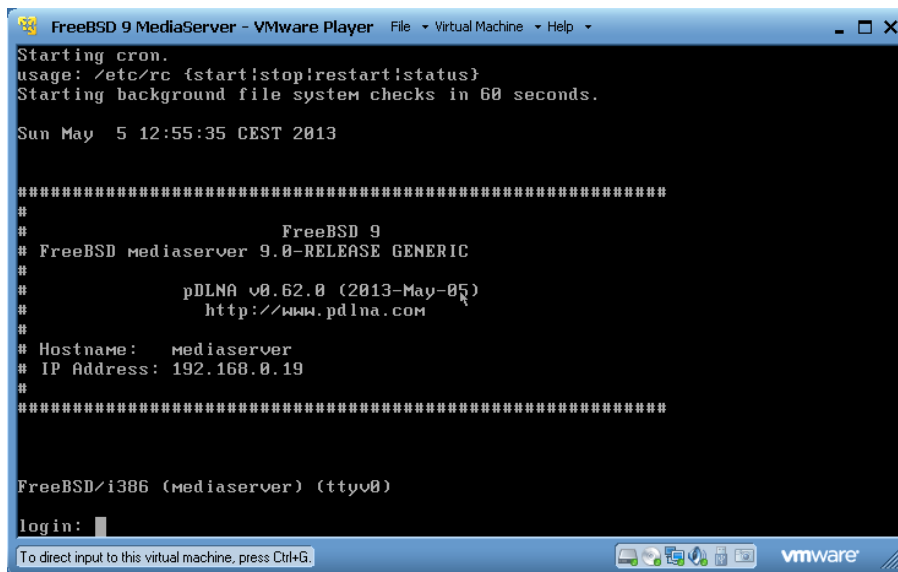 FreeBSD 9 MediaServer - VMware Player File Virtual Machine Help
Starting cron.
usage: /etc/rc {start|stop|restart|status}
Starting background file system checks in 60 seconds.
Sun May 5 12:55:35 CEST 2013
###########################################################
#
# FreeBSD 9
# FreeBSD mediaserver 9.0-RELEASE GENERIC
#
# pDLNA v0.62.0 (2013-May-05)
# http://www.pdlna.com
#
# Hostname: mediaserver
# IP Address: 192.168.0.19
#
###########################################################
FreeBSD/i386 (mediaserver) (ttyv0)
login:
To direct input to this virtual machine, press Ctrl+G. vmware